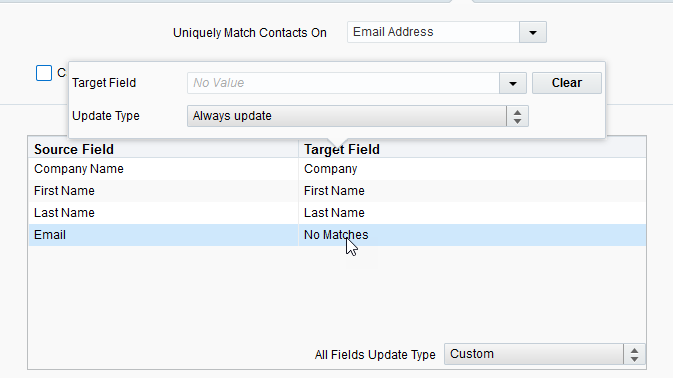 Uniquely Match Contacts On Email Address
C
Target Field No Value Clear
Update Type Always update
Source Field Target Field
Company Name Company
First Name First Name
Last Name Last Name
Email No Matches
All Fields Update Type Custom